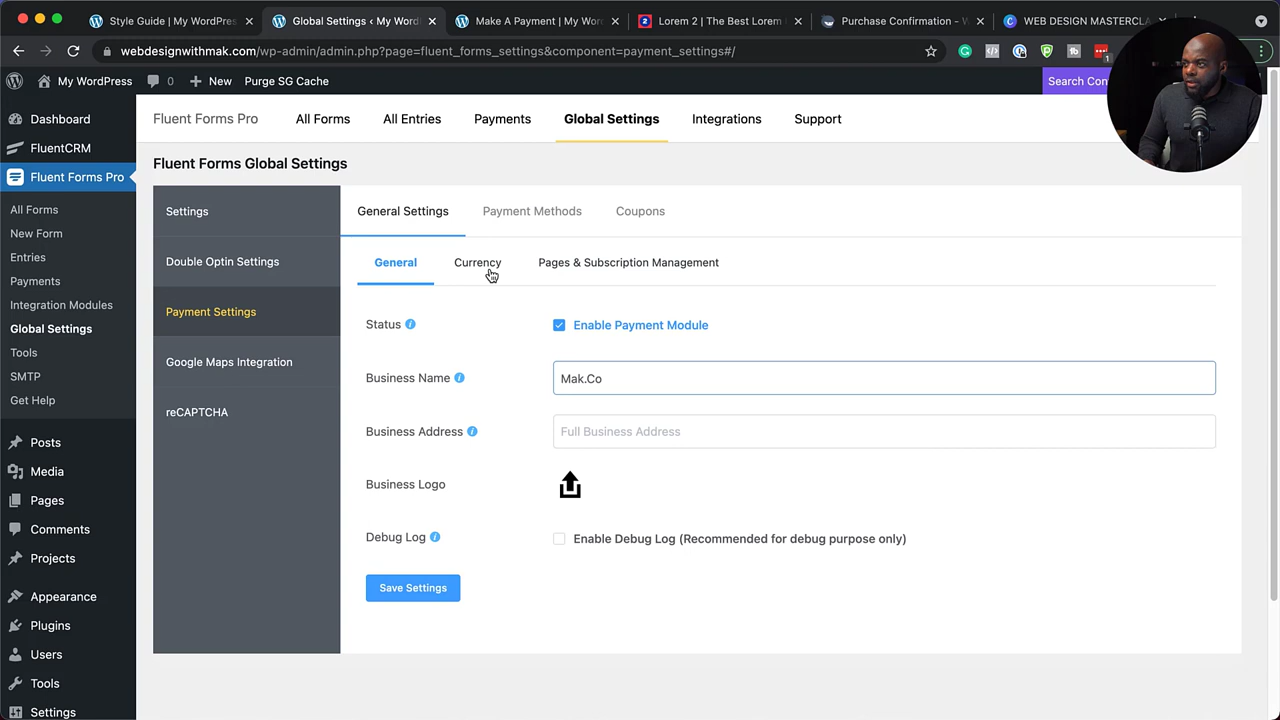 Style Guide | My WordPress
Global Settings ‹ My Word
Make A Payment | My Wor
Lorem 2 | The Best Lorem
Purchase Confirmation - W
WEB DESIGN MASTERCLA
webdesignwithmak.com/wp-admin/admin.php?page=fluent_forms_settings&component=payment_settings#/
My WordPress
0
New
Purge SG Cache
Search Con
Dashboard
FluentCRM
Fluent Forms Pro
All Forms
New Form
Entries
Payments
Integration Modules
Global Settings
Tools
SMTP
Get Help
Posts
Media
Pages
Comments
Projects
Appearance
Plugins
Users
Tools
Settings
Fluent Forms Pro
All Forms
All Entries
Payments
Global Settings
Integrations
Support
Fluent Forms Global Settings
Settings
Double Optin Settings
Payment Settings
Google Maps Integration
reCAPTCHA
General Settings
Payment Methods
Coupons
General
Currency
Pages & Subscription Management
Status
Enable Payment Module
Business Name
Mak.Co
Business Address
Full Business Address
Business Logo
Debug Log
Enable Debug Log (Recommended for debug purpose only)
Save Settings